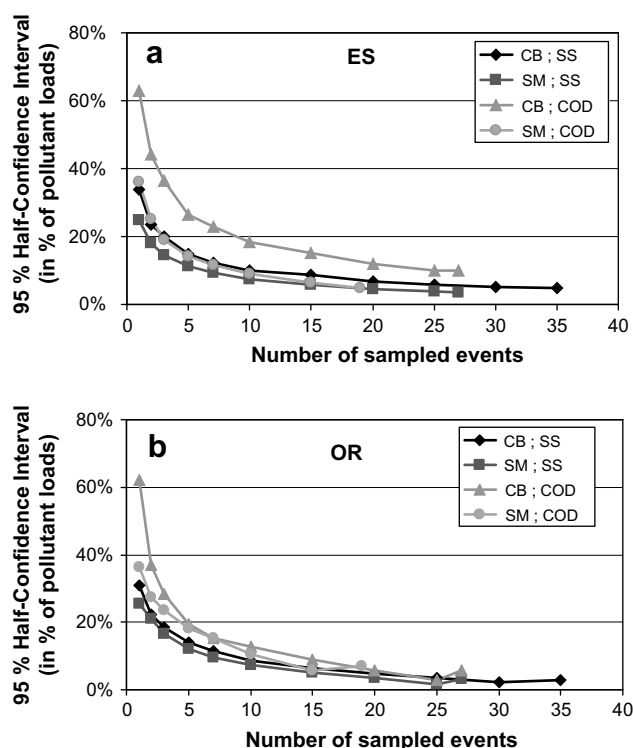 80%
60%
40%
20%
0%
95 % Half-Confidence Interval
(in % of pollutant loads)
a
ES
CB ; SS
SM ; SS
CB ; COD
SM ; COD
0 5 10 15 20 25 30 35 40
Number of sampled events
80%
60%
40%
20%
0%
95 % Half-Confidence Interval
(in % of pollutant loads)
b
OR
CB ; SS
SM ; SS
CB ; COD
SM ; COD
0 5 10 15 20 25 30 35 40
Number of sampled events